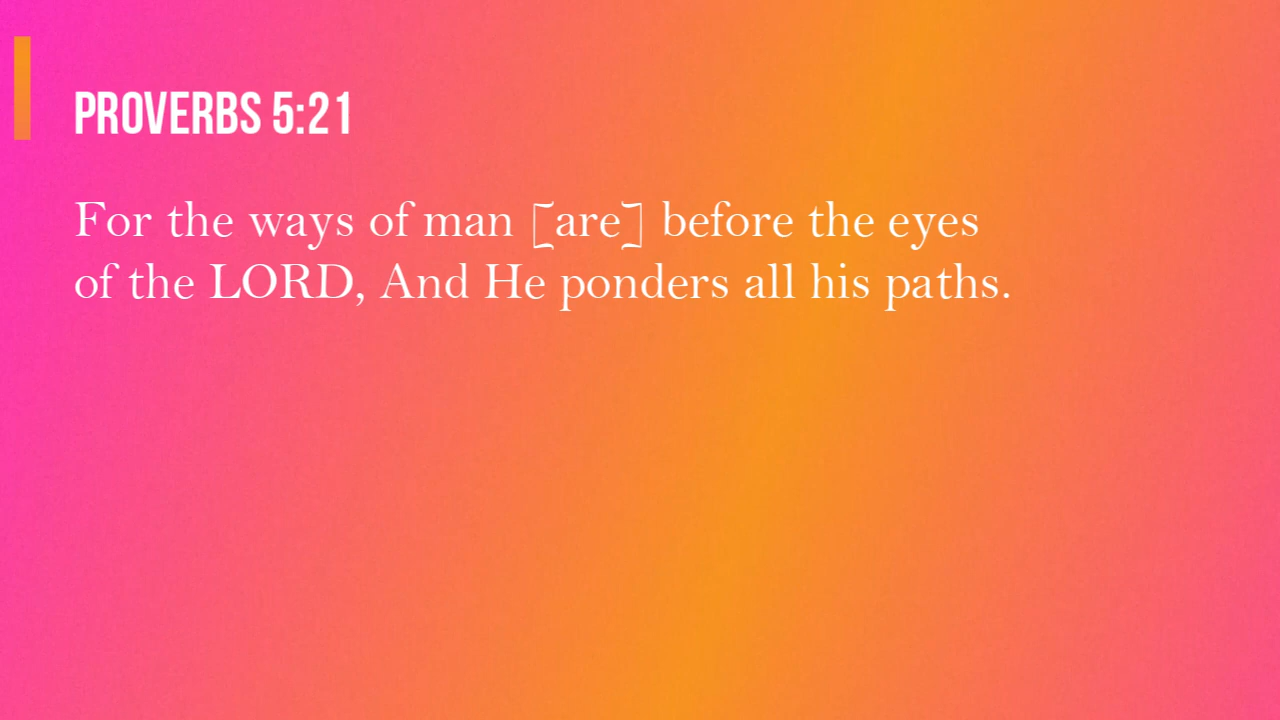 PROVERBS 5:21
For the ways of man [are] before the eyes
of the LORD, And He ponders all his paths.